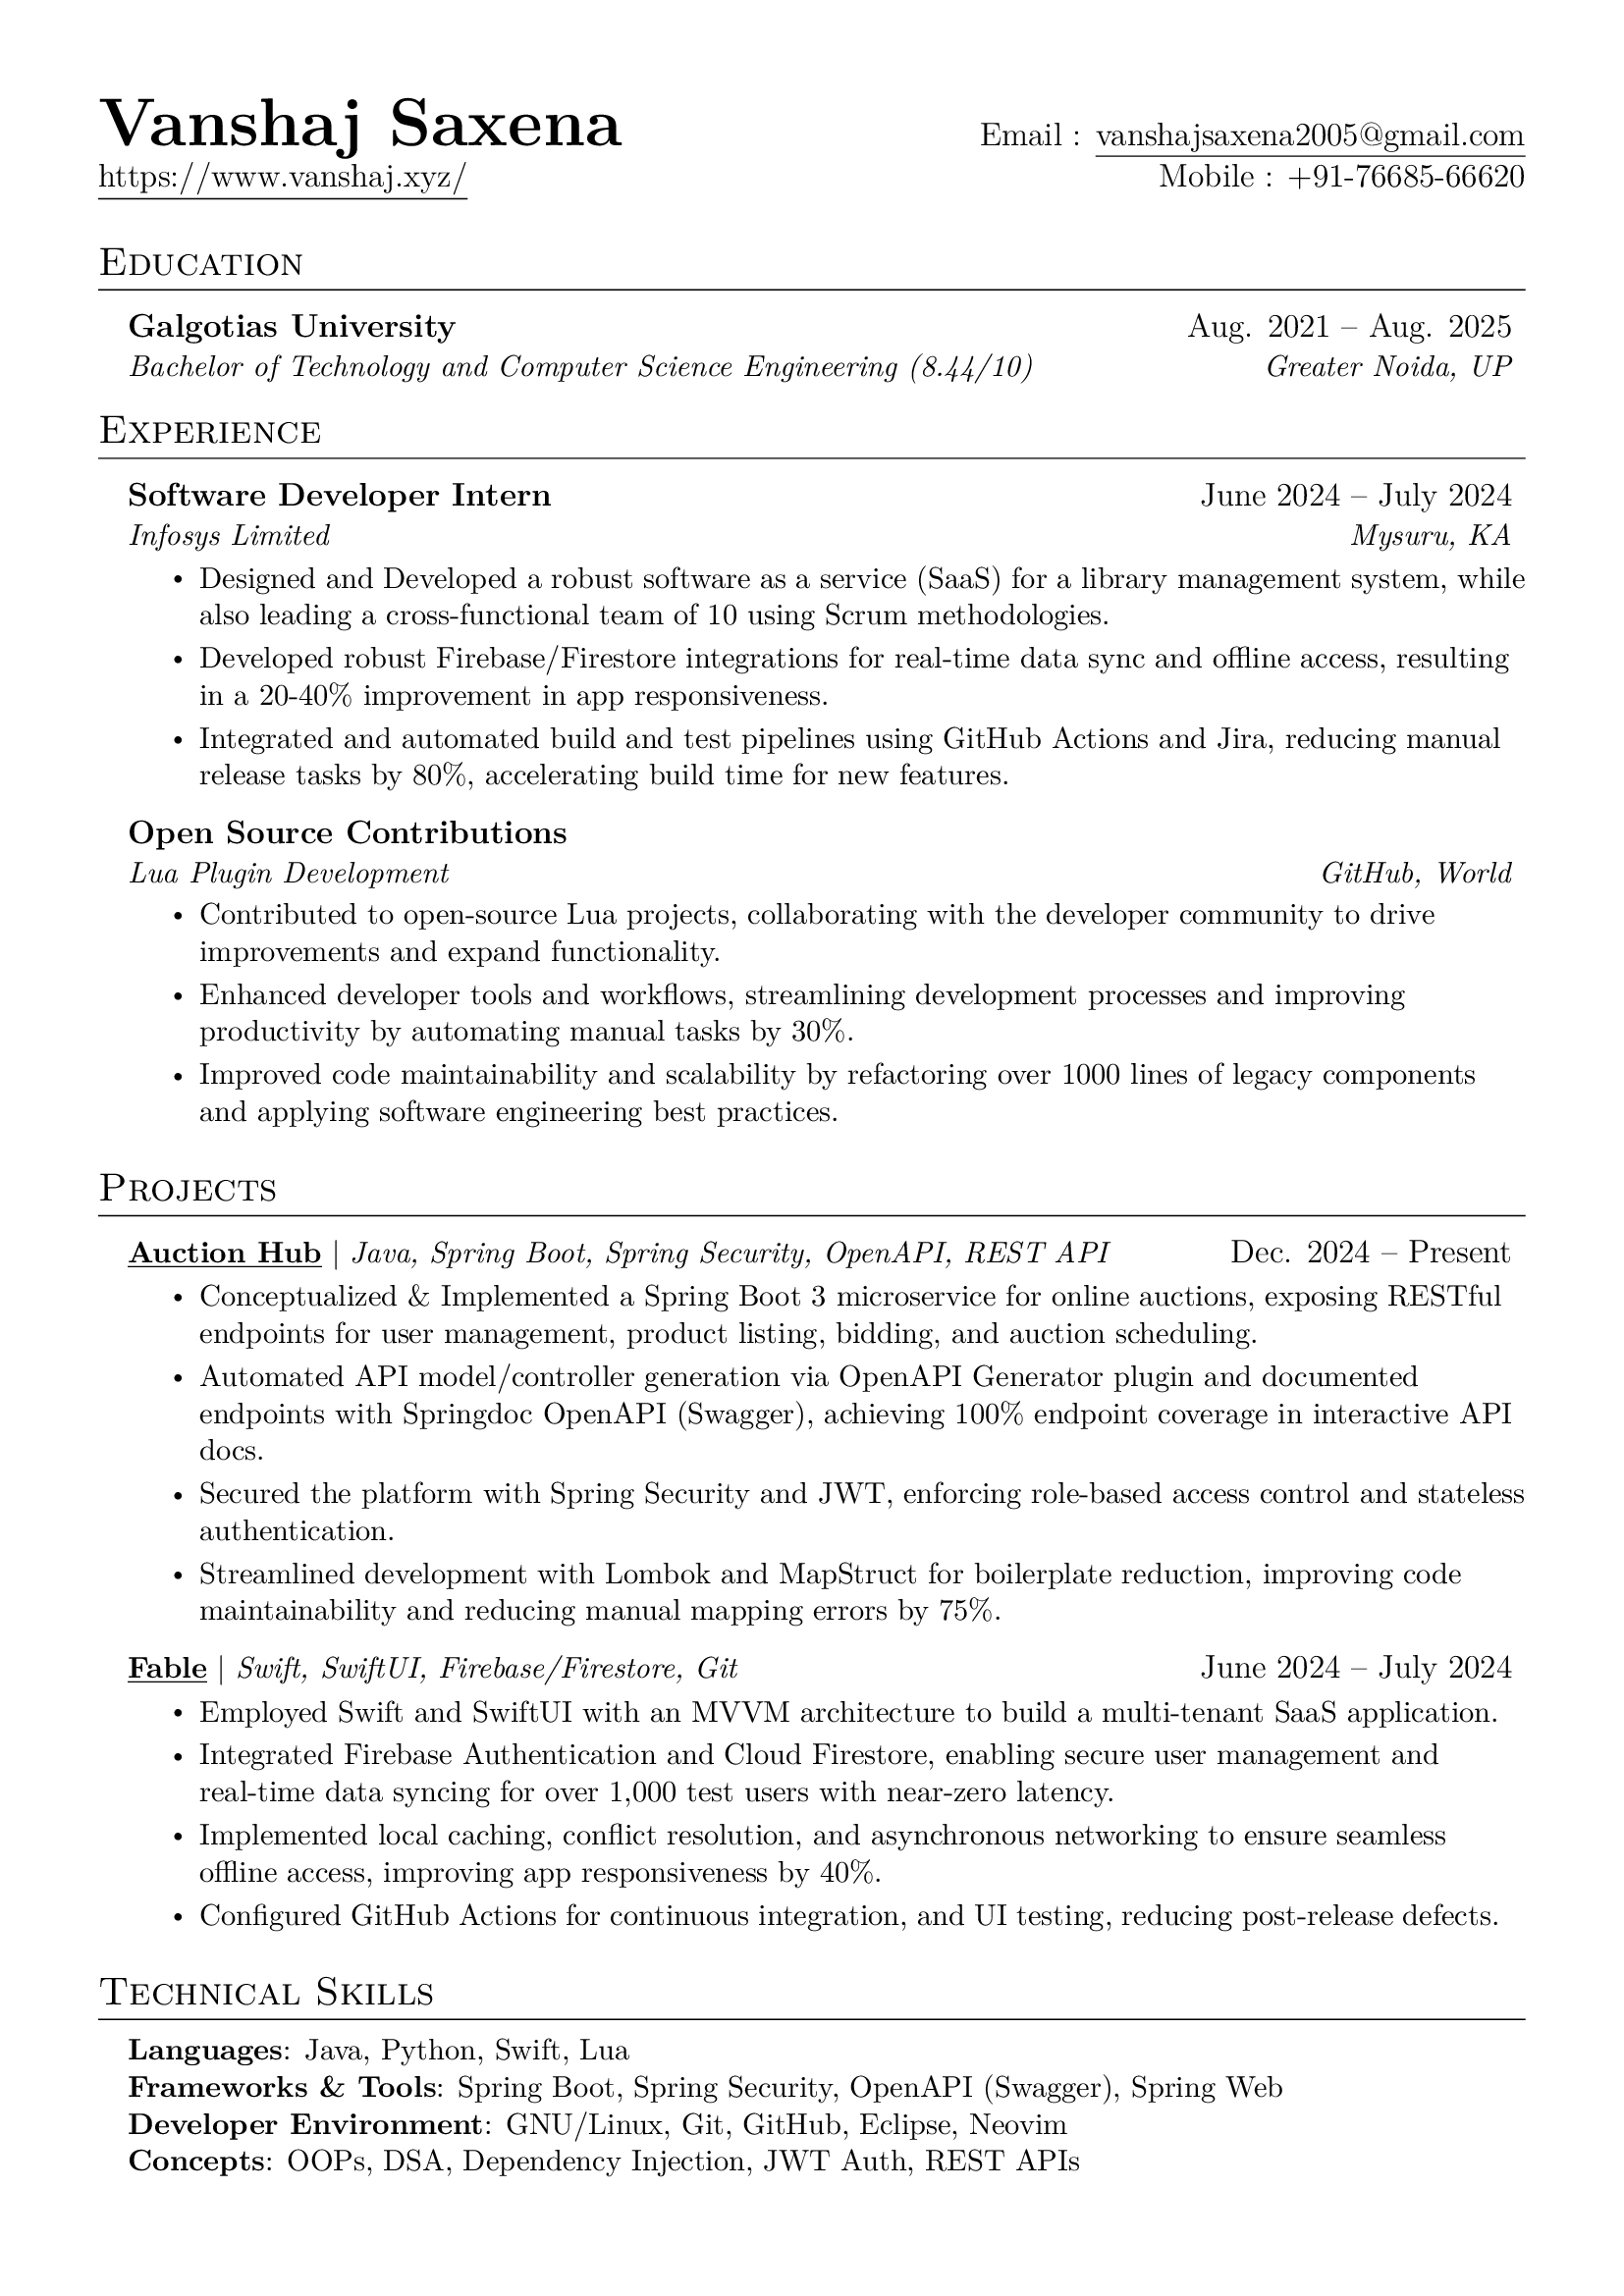 Vanshaj Saxena
Email : vanshajsaxena2005@gmail.com
https://www.vanshaj.xyz/
Mobile : +91-76685-66620
Education
Galgotias University Aug. 2021 – Aug. 2025
Bachelor of Technology and Computer Science Engineering (8.44/10) Greater Noida, UP
Experience
Software Developer Intern June 2024 – July 2024
Infosys Limited Mysuru, KA
• Designed and Developed a robust software as a service (SaaS) for a library management system, while
also leading a cross-functional team of 10 using Scrum methodologies.
• Developed robust Firebase/Firestore integrations for real-time data sync and offline access, resulting
in a 20-40% improvement in app responsiveness.
• Integrated and automated build and test pipelines using GitHub Actions and Jira, reducing manual
release tasks by 80%, accelerating build time for new features.
Open Source Contributions
Lua Plugin Development GitHub, World
• Contributed to open-source Lua projects, collaborating with the developer community to drive
improvements and expand functionality.
• Enhanced developer tools and workflows, streamlining development processes and improving
productivity by automating manual tasks by 30%.
• Improved code maintainability and scalability by refactoring over 1000 lines of legacy components
and applying software engineering best practices.
Projects
Auction Hub | Java, Spring Boot, Spring Security, OpenAPI, REST API Dec. 2024 – Present
• Conceptualized & Implemented a Spring Boot 3 microservice for online auctions, exposing RESTful
endpoints for user management, product listing, bidding, and auction scheduling.
• Automated API model/controller generation via OpenAPI Generator plugin and documented
endpoints with Springdoc OpenAPI (Swagger), achieving 100% endpoint coverage in interactive API
docs.
• Secured the platform with Spring Security and JWT, enforcing role-based access control and stateless
authentication.
• Streamlined development with Lombok and MapStruct for boilerplate reduction, improving code
maintainability and reducing manual mapping errors by 75%.
Fable | Swift, SwiftUI, Firebase/Firestore, Git June 2024 – July 2024
• Employed Swift and SwiftUI with an MVVM architecture to build a multi-tenant SaaS application.
• Integrated Firebase Authentication and Cloud Firestore, enabling secure user management and
real-time data syncing for over 1,000 test users with near-zero latency.
• Implemented local caching, conflict resolution, and asynchronous networking to ensure seamless
offline access, improving app responsiveness by 40%.
• Configured GitHub Actions for continuous integration, and UI testing, reducing post-release defects.
Technical Skills
Languages: Java, Python, Swift, Lua
Frameworks & Tools: Spring Boot, Spring Security, OpenAPI (Swagger), Spring Web
Developer Environment: GNU/Linux, Git, GitHub, Eclipse, Neovim
Concepts: OOPs, DSA, Dependency Injection, JWT Auth, REST APIs